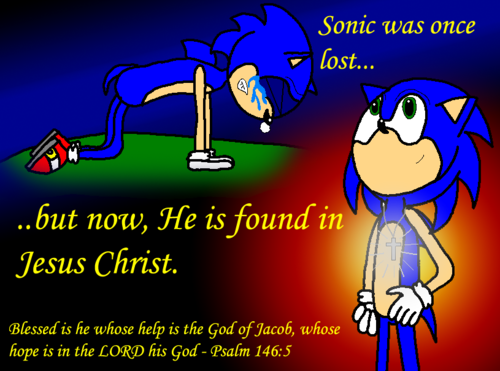 Sonic was once
lost...
..but now, He is found in
Jesus Christ.
Blessed is he whose help is the God of Jacob, whose
hope is in the LORD his God - Psalm 146:5